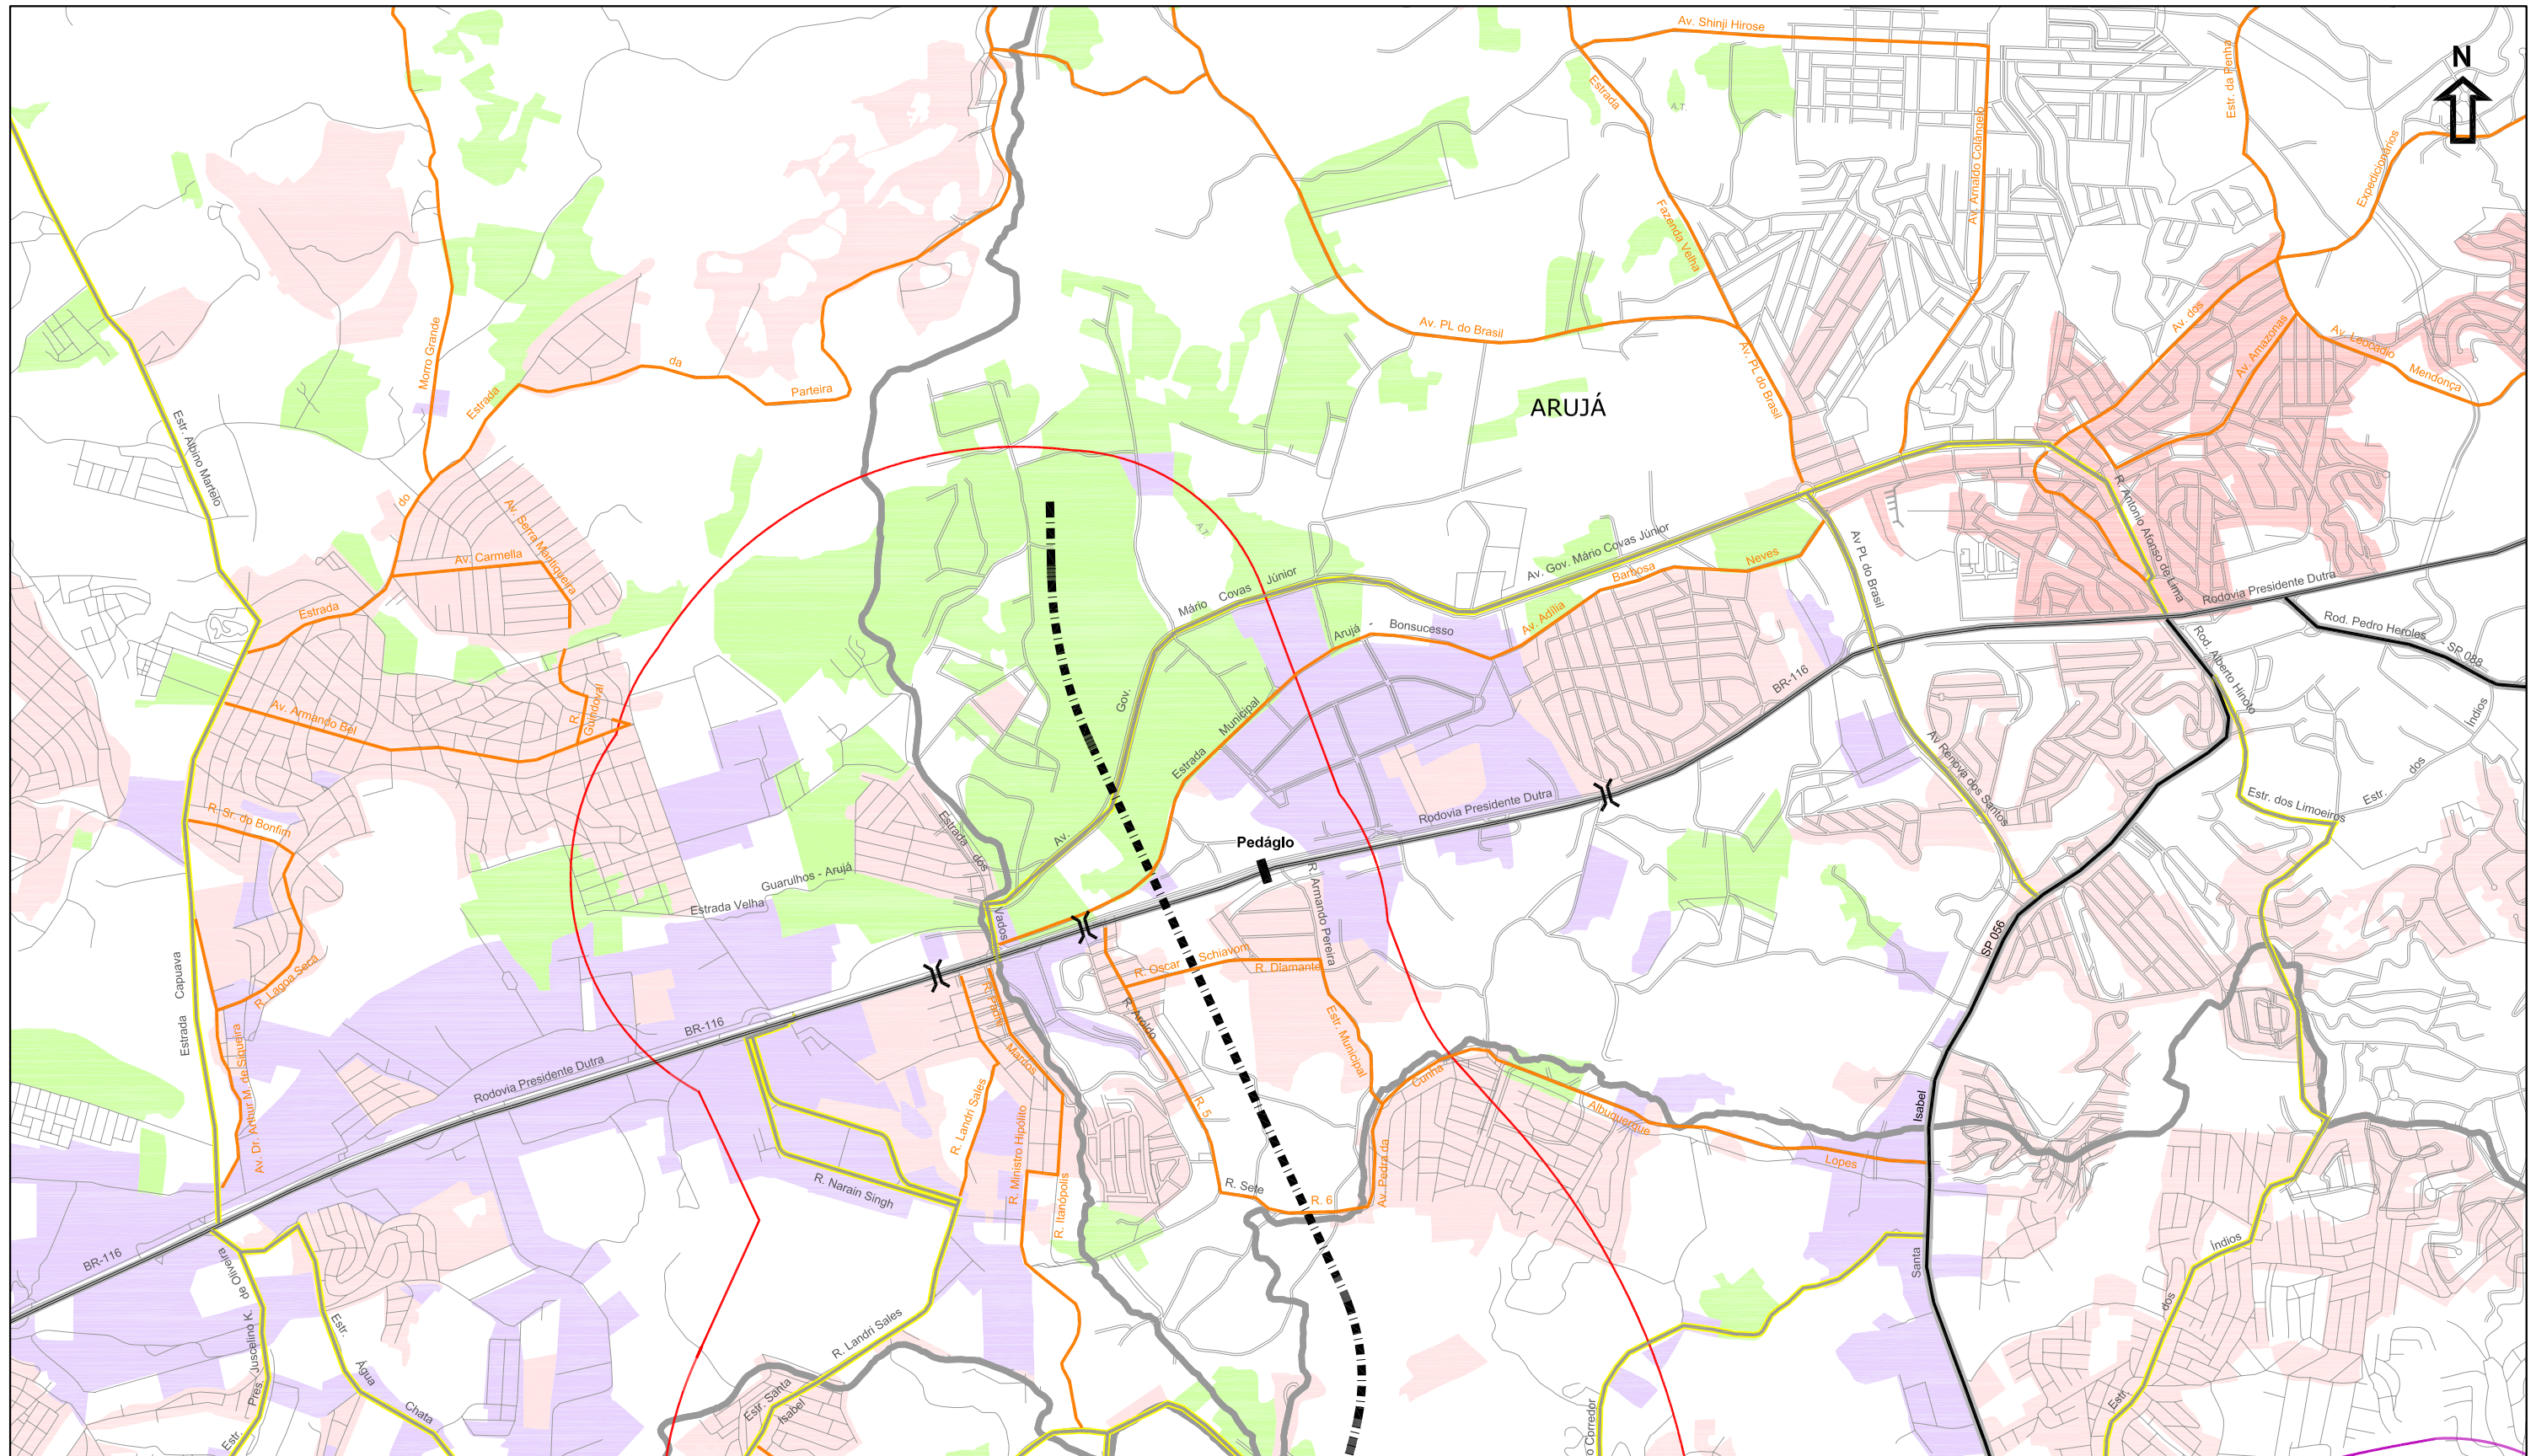 Av. Shinji Hirose
N
Estrada
A.T.
Av. Arnaldo Colângelo
Estr. da Penha
Expedicionários
Fazenda Velha
Av. PL do Brasil
Av. PL do Brasil
Av. dos
Av. Amazonas
Av. Leocadio
Mendonça
Morro Grande
da
Parteira
Estrada
do
ARUJÁ
Estr. Albino Martelo
Av. Serra Mantiqueira
Av. Carmella
Estrada
A.T.
R. Antonio Afonso de Lima
Av. Gov. Mário Covas Júnior
Av PL do Brasil
Neves
Barbosa
Av. Adília
Mário Covas Júnior
Gov.
Av.
Arujá - Bonsucesso
Estrada Municipal
Rodovia Presidente Dutra
Rod. Pedro Heroles - SP 088
Rod. Alberto Hinoto
BR-116
Av. Armando Bei
R. Guindoval
Índios
dos
Estr.
Estr. dos Limoeiros
Av Renova dos Santos
R. Sr. do Bonfim
Rodovia Presidente Dutra
Pedáglo
Estrada dos
Vados
Guarulhos - Arujá
Estrada Velha
R. Armando Pereira
R. Oscar Schiavom
R. Diamante
SP 056
Estrada Capuava
R. Lagoa Seca
Av. Dr. Arthur M. de Siqueira
BR-116
Rodovia Presidente Dutra
Mardos
R. Aroldo
R. 5
Estr. Municipal
Cunha
Albuquerque
Lopes
Isabel
Santa
R. Landri Sales
R. Ministro Hipólito
R. Itanópolis
R. Narain Singh
R. Sete
R. 6
Av. Pedra da
BR-116
de Oliveira
Pres. Juscelino K.
Estr.
Estr.
Água
Chata
R. Landri Sales
Estr. Santa
Isabel
o Corredor
Índios
dos
Estr.